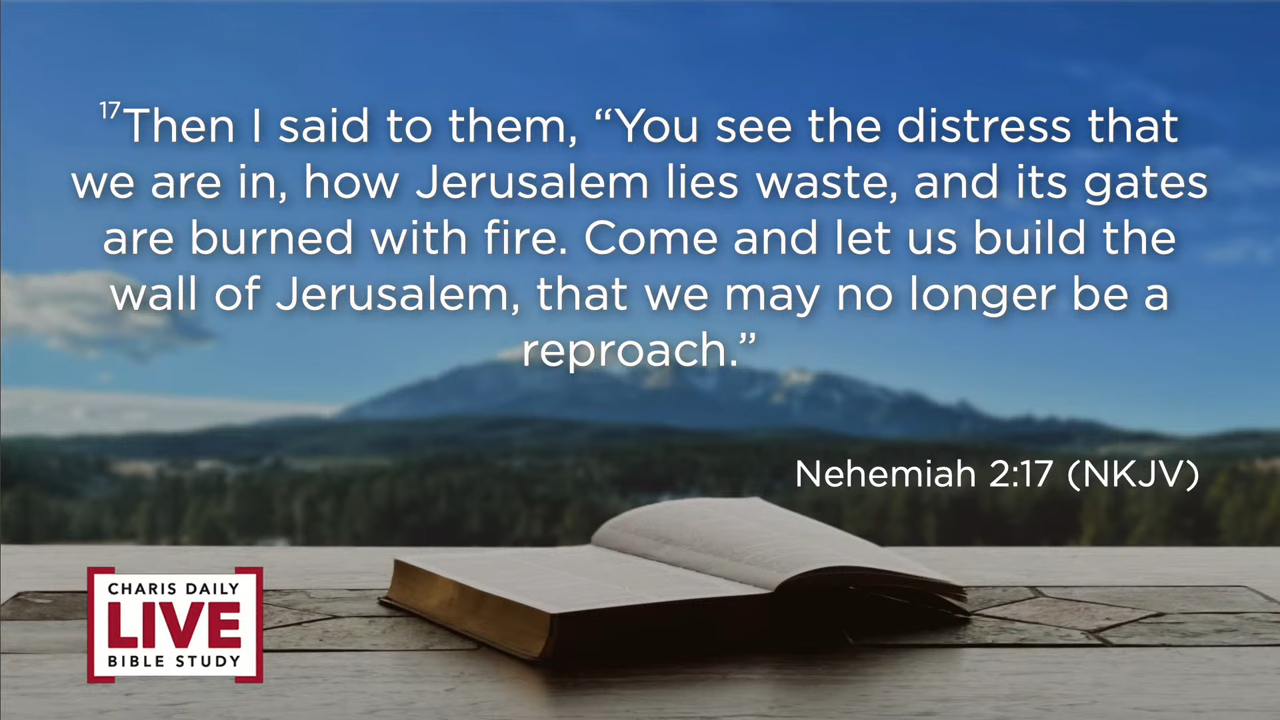 17Then I said to them, “You see the distress that
we are in, how Jerusalem lies waste, and its gates
are burned with fire. Come and let us build the
wall of Jerusalem, that we may no longer be a
reproach.”
Nehemiah 2:17 (NKJV)
CHARIS DAILY
LIVE
BIBLE STUDY